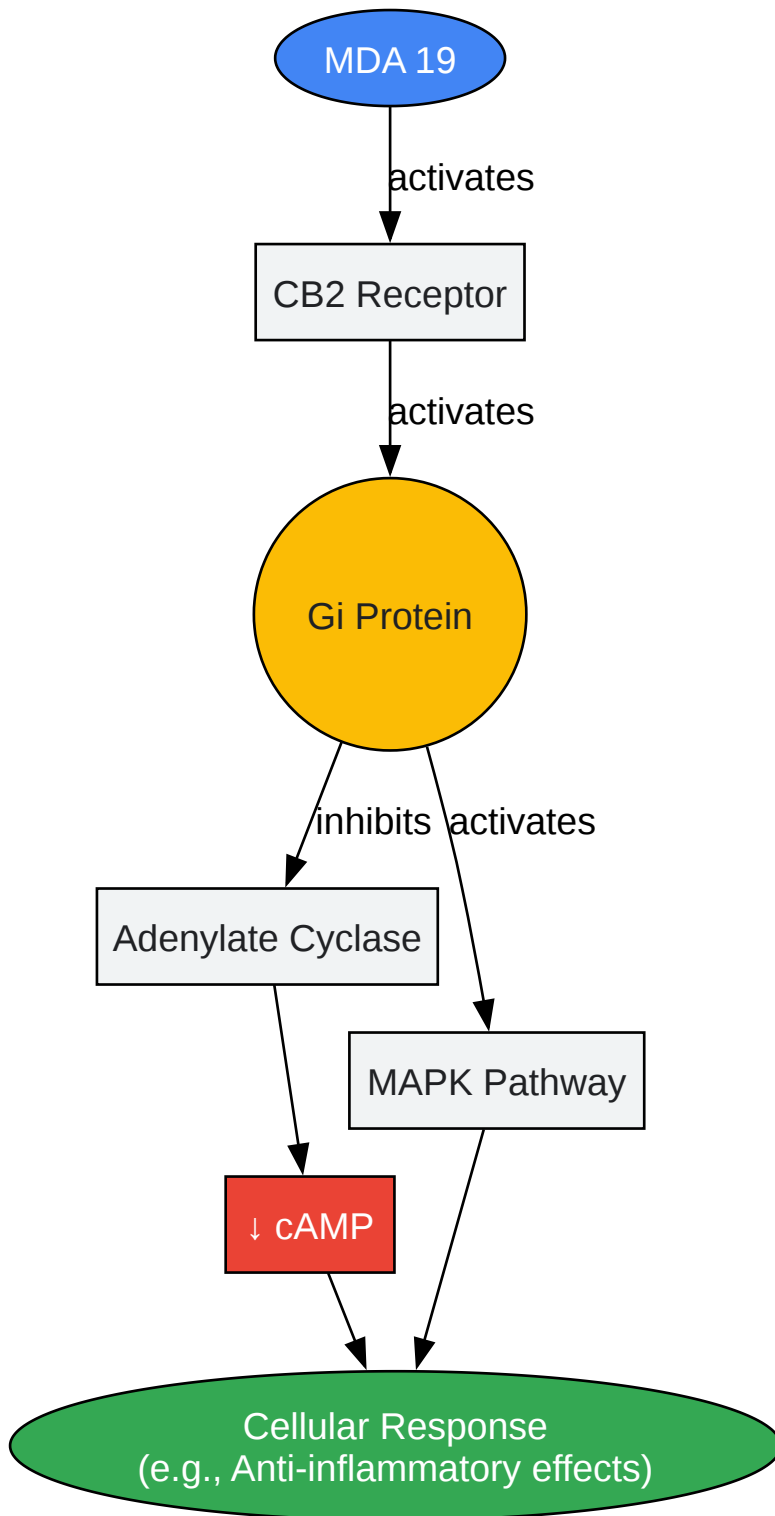 MDA 19
activates
CB2 Receptor
activates
Gi Protein
inhibits
activates
Adenylate Cyclase
MAPK Pathway
↓ cAMP
Cellular Response
(e.g., Anti-inflammatory effects)